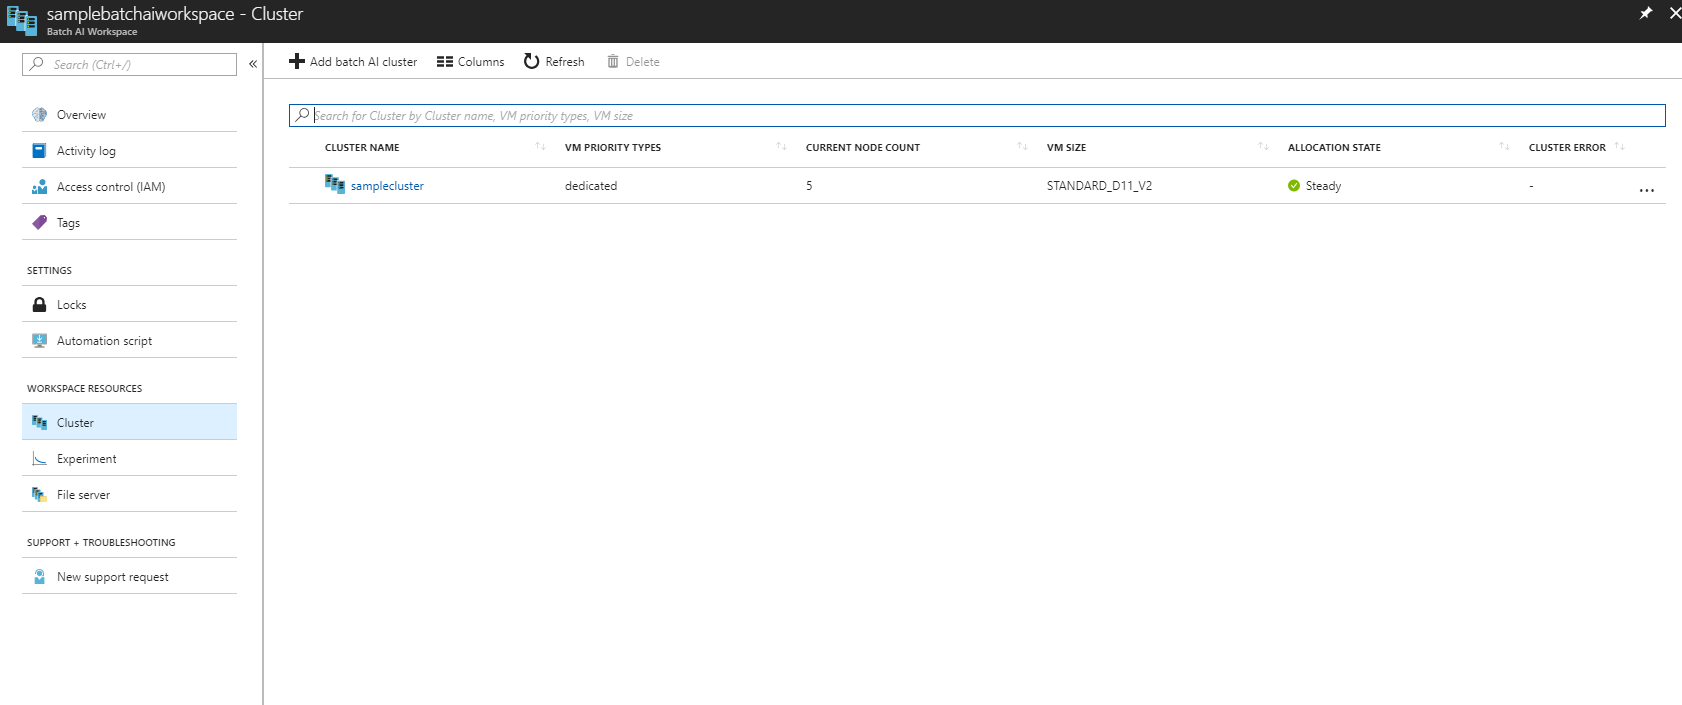 samplebatchaiworkspace - Cluster
Batch AI Workspace
Search (Ctrl+/)
Overview
Activity log
Access control (IAM)
Tags
SETTINGS
Locks
Automation script
WORKSPACE RESOURCES
Cluster
Experiment
File server
SUPPORT + TROUBLESHOOTING
New support request
Add batch AI cluster Columns Refresh Delete
Search for Cluster by Cluster name, VM priority types, VM size
CLUSTER NAME VM PRIORITY TYPES CURRENT NODE COUNT VM SIZE ALLOCATION STATE CLUSTER ERROR
samplecluster dedicated 5 STANDARD_D11_V2 Steady - ...